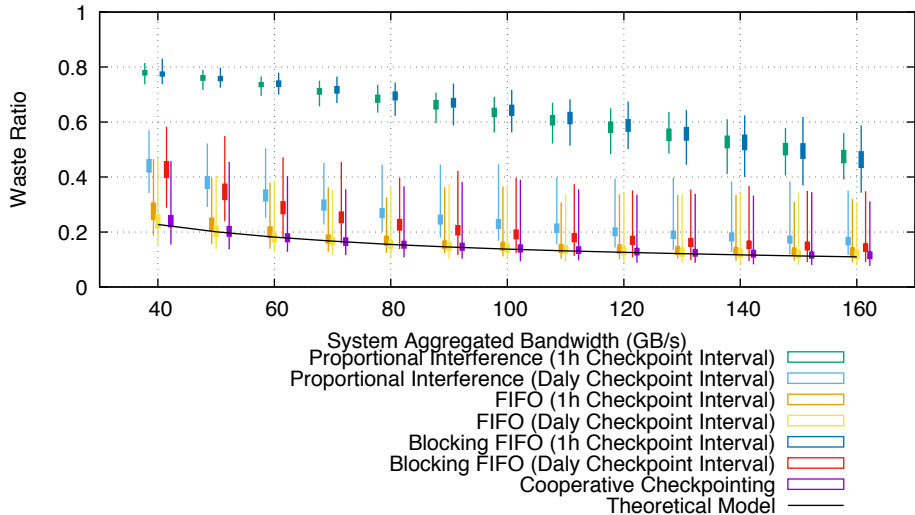 1
0.8
0.6
0.4
0.2
0
Waste Ratio
40 60 80 100 120 140 160
System Aggregated Bandwidth (GB/s)
Proportional Interference (1h Checkpoint Interval)
Proportional Interference (Daly Checkpoint Interval)
FIFO (1h Checkpoint Interval)
FIFO (Daly Checkpoint Interval)
Blocking FIFO (1h Checkpoint Interval)
Blocking FIFO (Daly Checkpoint Interval)
Cooperative Checkpointing
Theoretical Model